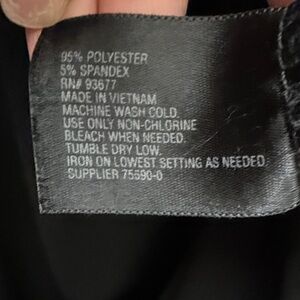 95% POLYESTER
5% SPANDEX
RN# 93677
MADE IN VIETNAM
MACHINE WASH COLD.
USE ONLY NON-CHLORINE
BLEACH WHEN NEEDED.
TUMBLE DRY LOW.
IRON ON LOWEST SETTING AS NEEDED.
SUPPLIER 75590-0